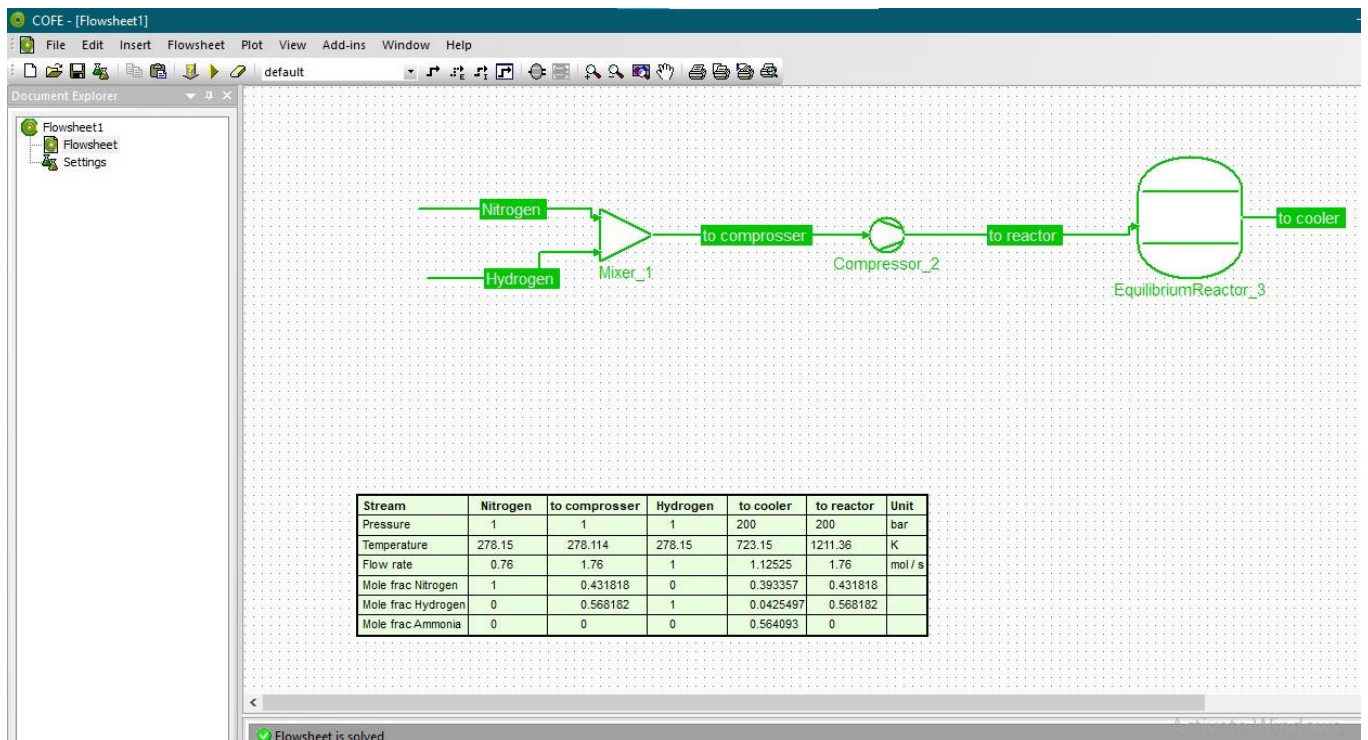 COFE - [Flowsheet1]
File Edit Insert Flowsheet Plot View Add-ins Window Help
default
Document Explorer
Flowsheet1
Flowsheet
Settings
Nitrogen
Hydrogen
Mixer_1
to comprosser
Compressor_2
to reactor
EquilibriumReactor_3
to cooler
Stream Nitrogen to comprosser Hydrogen to cooler to reactor Unit
Pressure 1 1 1 200 200 bar
Temperature 278.15 278.114 278.15 723.15 1211.36 K
Flow rate 0.76 1.76 1 1.12525 1.76 mol / s
Mole frac Nitrogen 1 0.431818 0 0.393357 0.431818
Mole frac Hydrogen 0 0.568182 1 0.0425497 0.568182
Mole frac Ammonia 0 0 0 0.564093 0
Flowsheet is solved